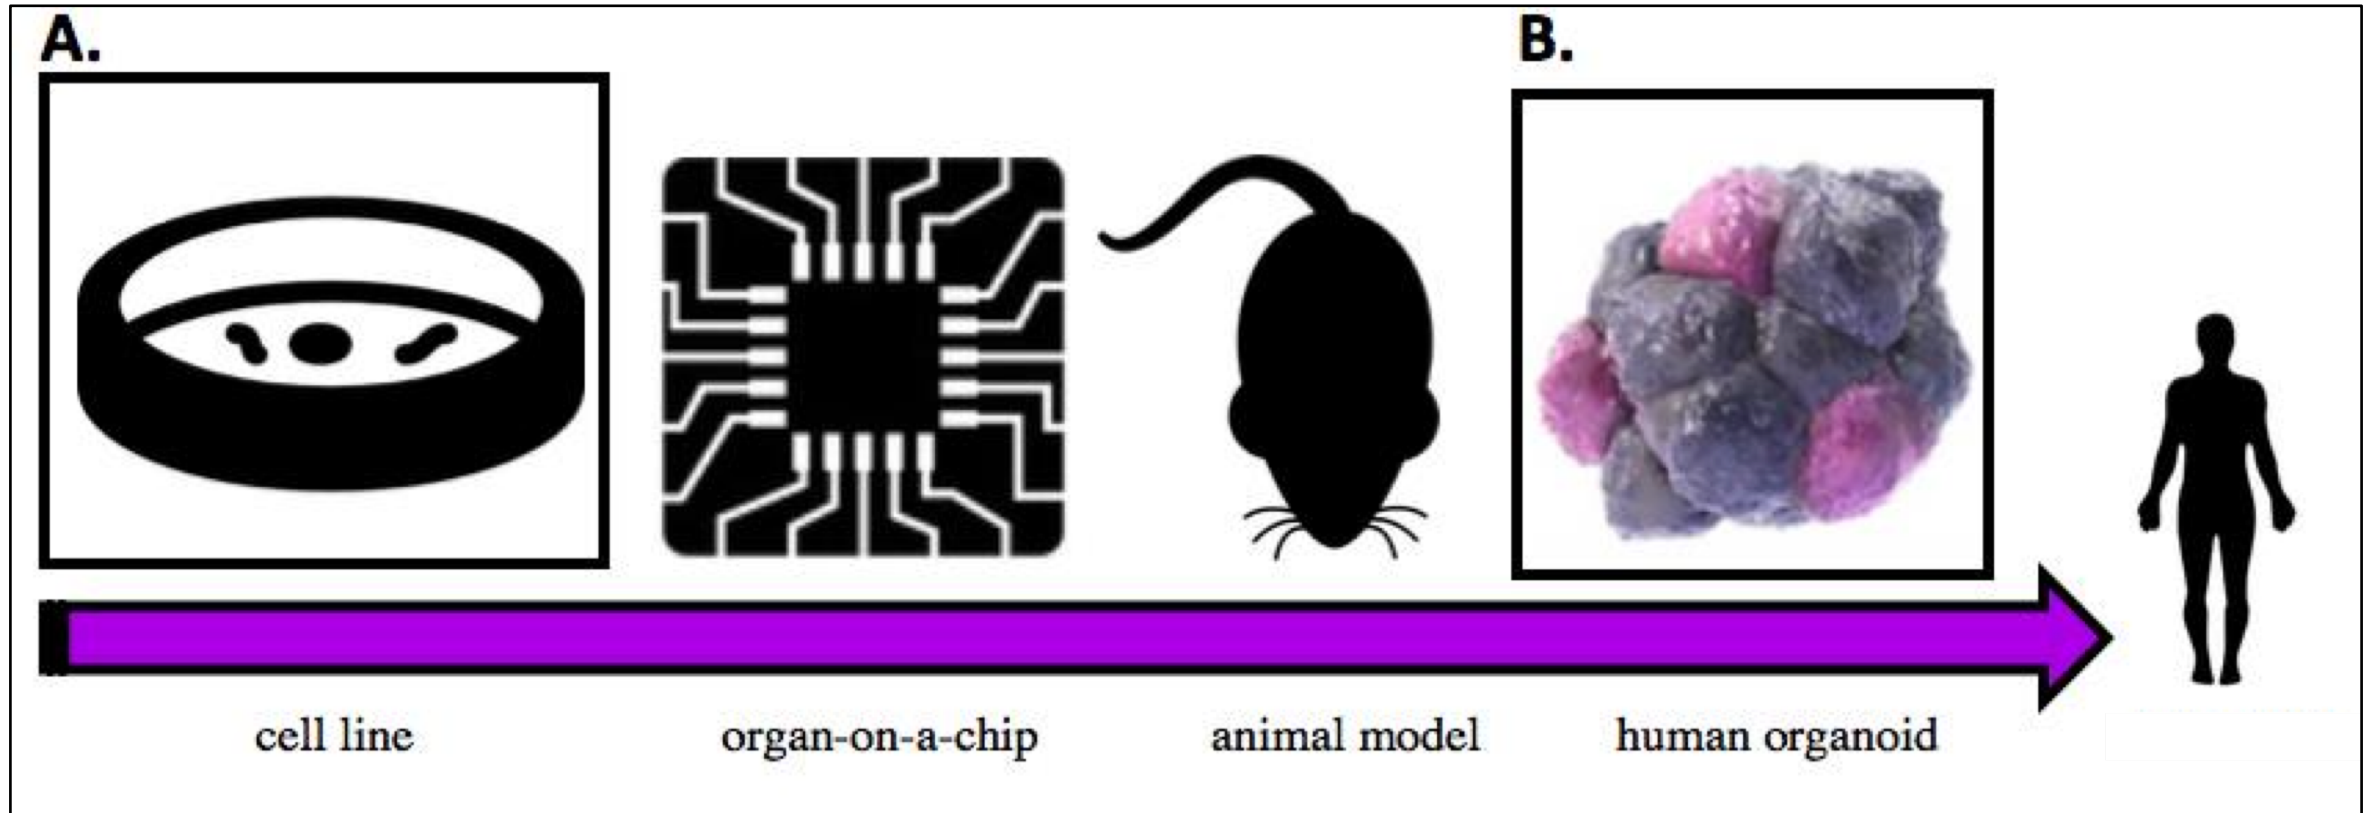 A.
B.
cell line
organ-on-a-chip
animal model
human organoid